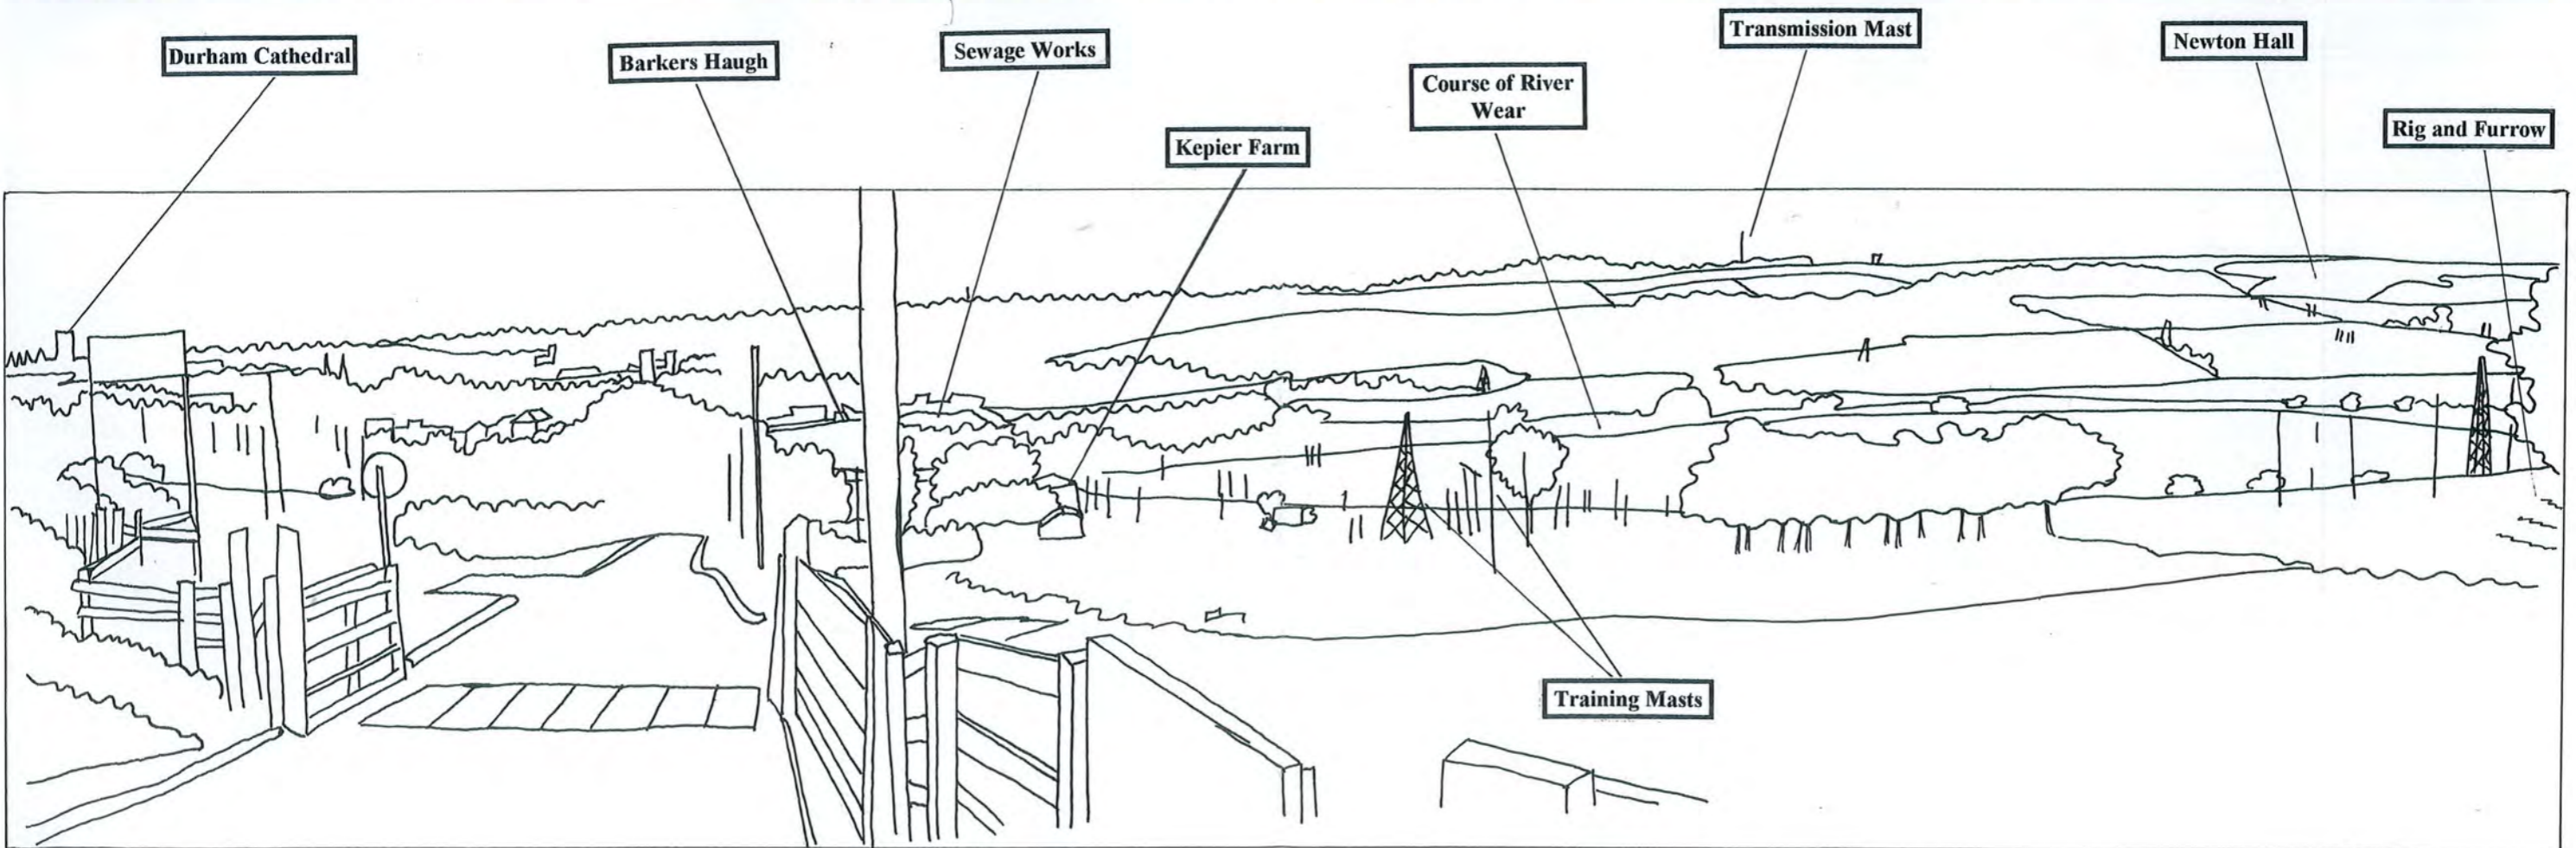 Durham Cathedral
Barkers Haugh
Sewage Works
Kepier Farm
Course of River
Wear
Transmission Mast
Newton Hall
Rig and Furrow
Training Masts